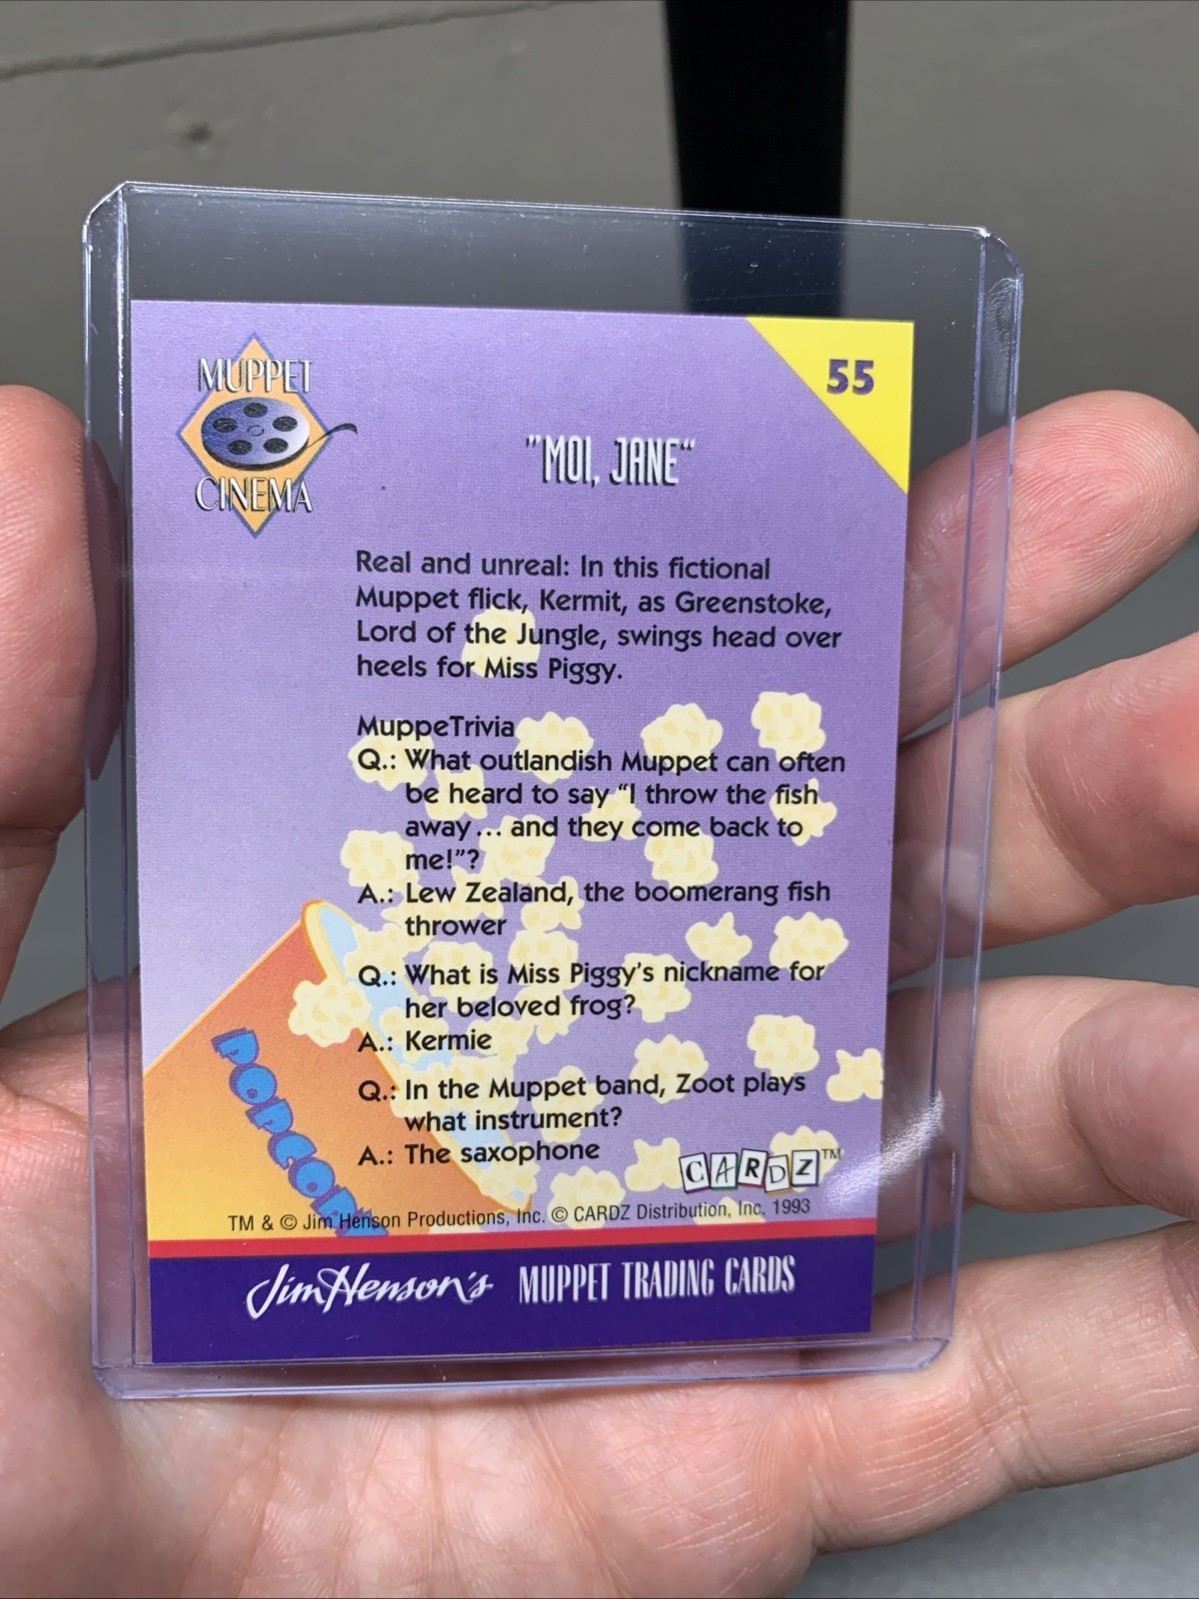 MUPPET
CINEMA
55
"MOI, JANE"
Real and unreal: In this fictional
Muppet flick, Kermit, as Greenstoke,
Lord of the Jungle, swings head over
heels for Miss Piggy.
MuppeTrivia
Q.: What outlandish Muppet can often
be heard to say “I throw the fish
away... and they come back to
me!”?
A.: Lew Zealand, the boomerang fish
thrower
Q.: What is Miss Piggy's nickname for
her beloved frog?
A.: Kermie
Q.: In the Muppet band, Zoot plays
what instrument?
A.: The saxophone
POPCORN
CARDZ™
TM & © Jim Henson Productions, Inc. © CARDZ Distribution, Inc. 1993
Jim Henson's MUPPET TRADING CARDS